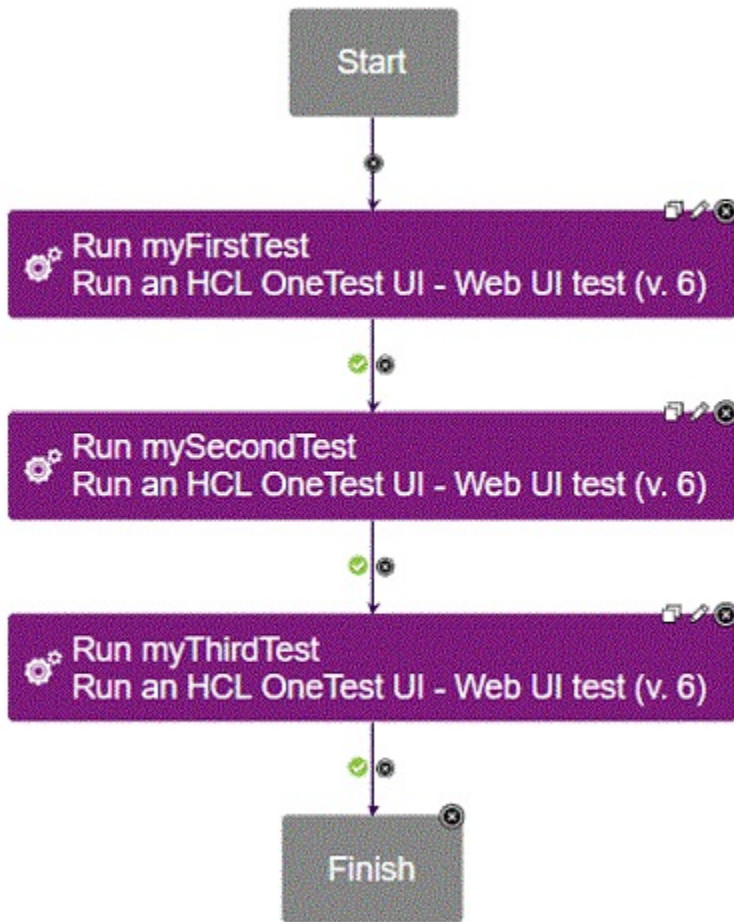 Start
Run myFirstTest
Run an HCL OneTest UI - Web UI test (v. 6)
Run mySecondTest
Run an HCL OneTest UI - Web UI test (v. 6)
Run myThirdTest
Run an HCL OneTest UI - Web UI test (v. 6)
Finish